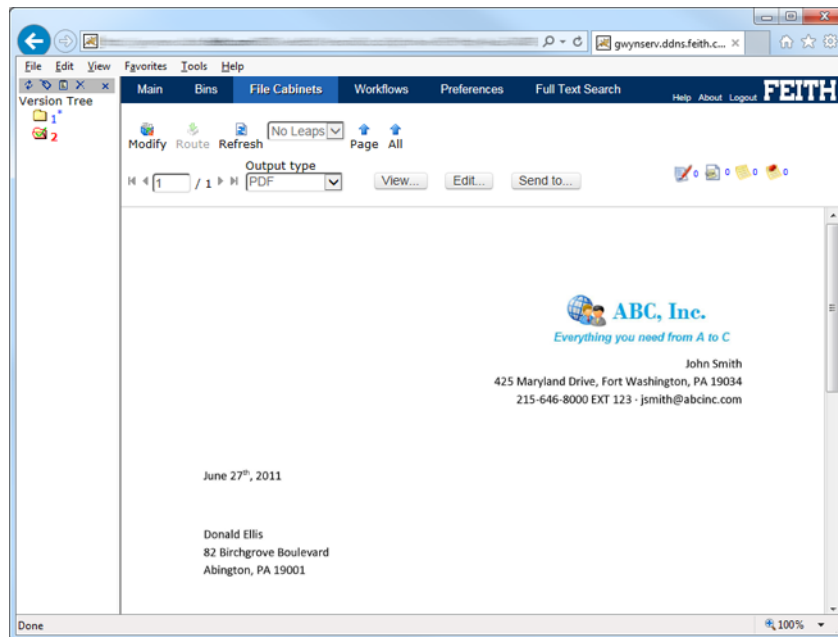 gwynserv.ddns.feith.c...
File Edit View Favorites Tools Help
Version Tree
1*
2
Main Bins File Cabinets Workflows Preferences Full Text Search
Help About Logout FEITH
No Leaps
Modify Route Refresh Page All
Output type
1 / 1 PDF View... Edit... Send to... 0 0 0 0
ABC, Inc.
Everything you need from A to C
John Smith
425 Maryland Drive, Fort Washington, PA 19034
215-646-8000 EXT 123 - jsmith@abcinc.com
June 27th, 2011
Donald Ellis
82 Birchgrove Boulevard
Abington, PA 19001
Done 100%